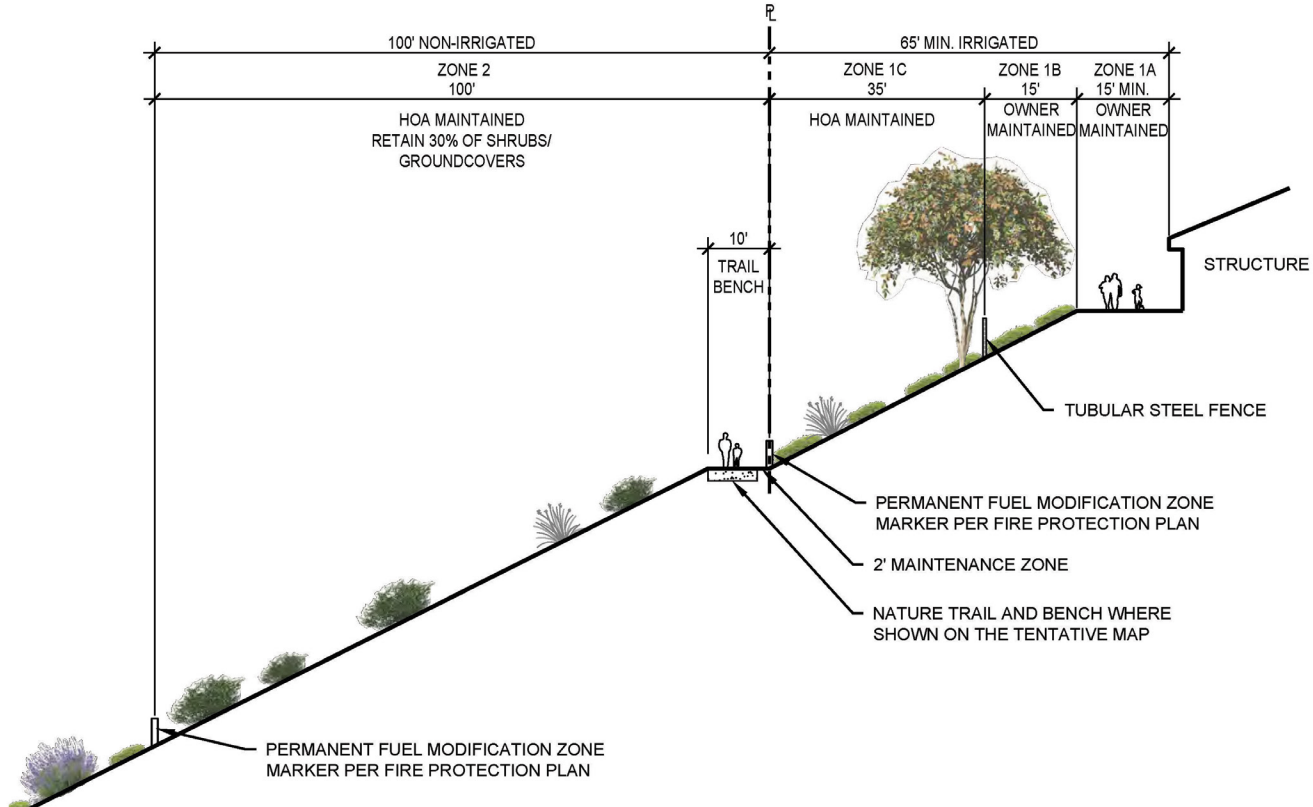 ℄
100' NON-IRRIGATED
65' MIN. IRRIGATED
ZONE 2
100'
ZONE 1C
35'
ZONE 1B
15'
ZONE 1A
15' MIN.
HOA MAINTAINED
RETAIN 30% OF SHRUBS/
GROUNDCOVERS
HOA MAINTAINED
OWNER
MAINTAINED
OWNER
MAINTAINED
10'
TRAIL
BENCH
STRUCTURE
TUBULAR STEEL FENCE
PERMANENT FUEL MODIFICATION ZONE
MARKER PER FIRE PROTECTION PLAN
2' MAINTENANCE ZONE
NATURE TRAIL AND BENCH WHERE
SHOWN ON THE TENTATIVE MAP
PERMANENT FUEL MODIFICATION ZONE
MARKER PER FIRE PROTECTION PLAN